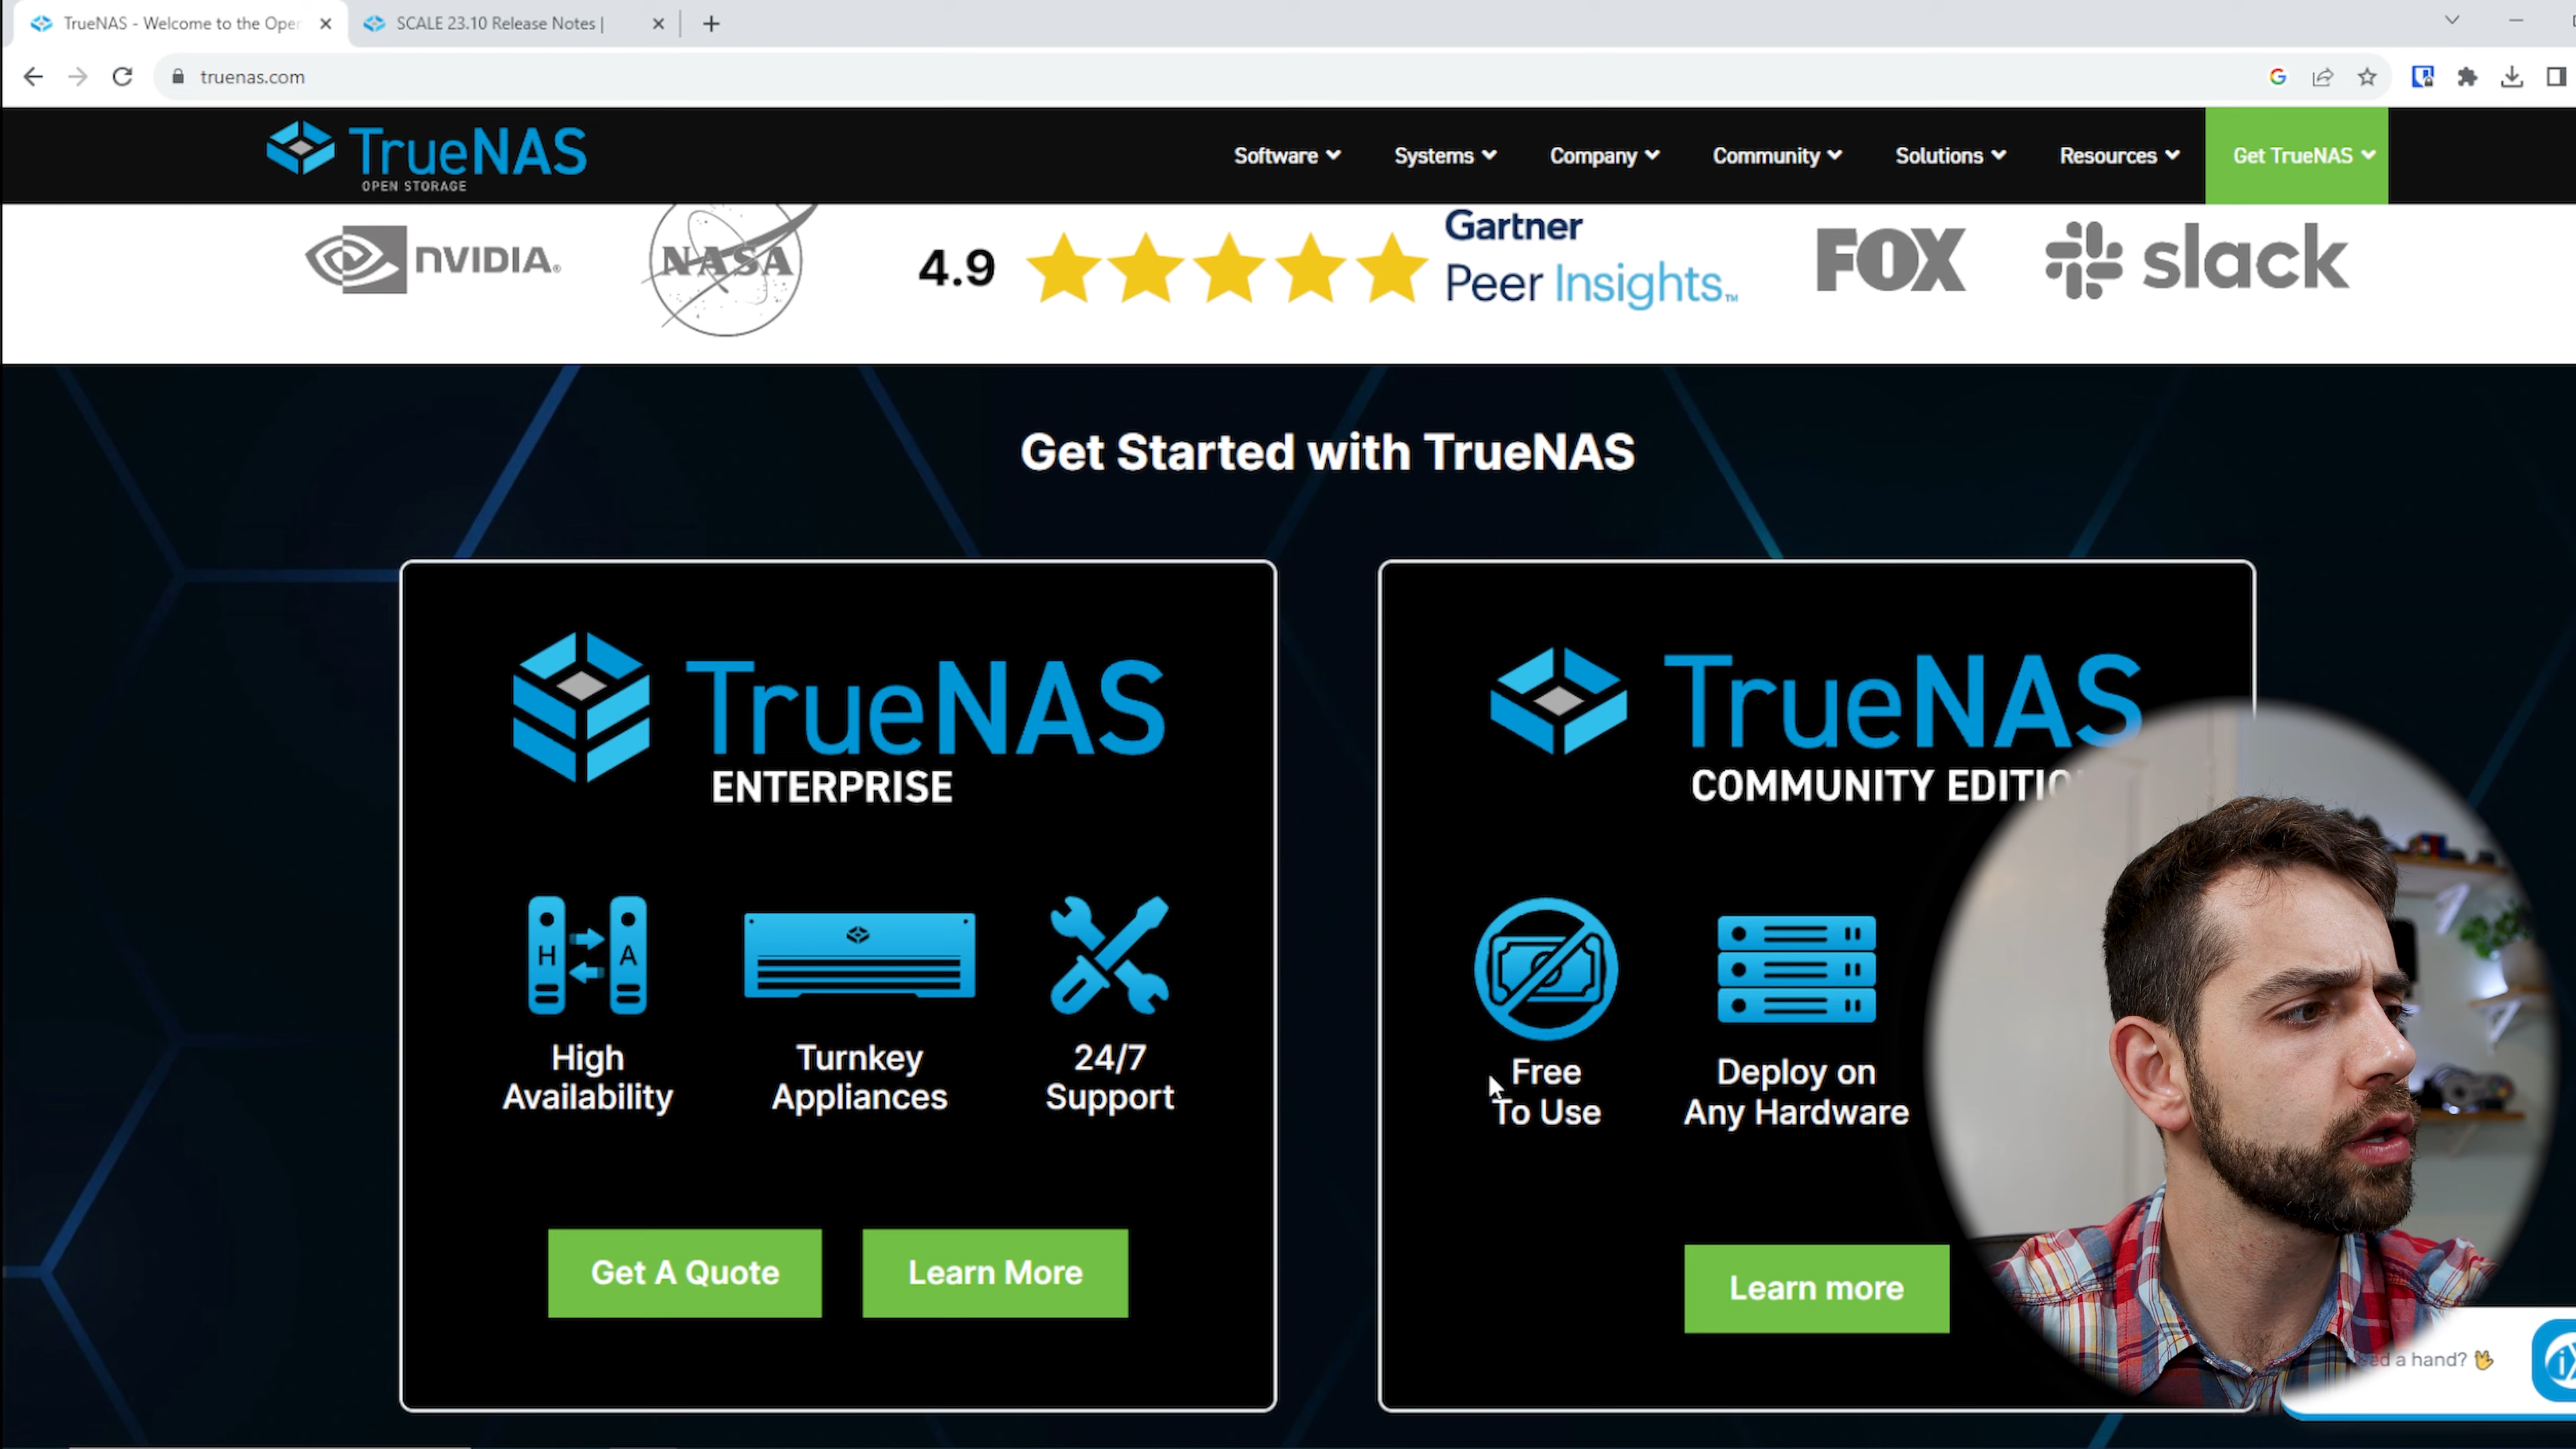 TrueNAS - Welcome to the Open
SCALE 23.10 Release Notes |
truenas.com
TrueNAS
OPEN STORAGE
Software
Systems
Company
Community
Solutions
Resources
Get TrueNAS
NVIDIA.
NASA
4.9
Gartner
Peer Insights™
FOX
slack
Get Started with TrueNAS
TrueNAS
ENTERPRISE
H A
High
Availability
Turnkey
Appliances
24/7
Support
Get A Quote
Learn More
TrueNAS
COMMUNITY
Free
To Use
Deploy on
Any Hardware
Learn more
a hand? 🖖